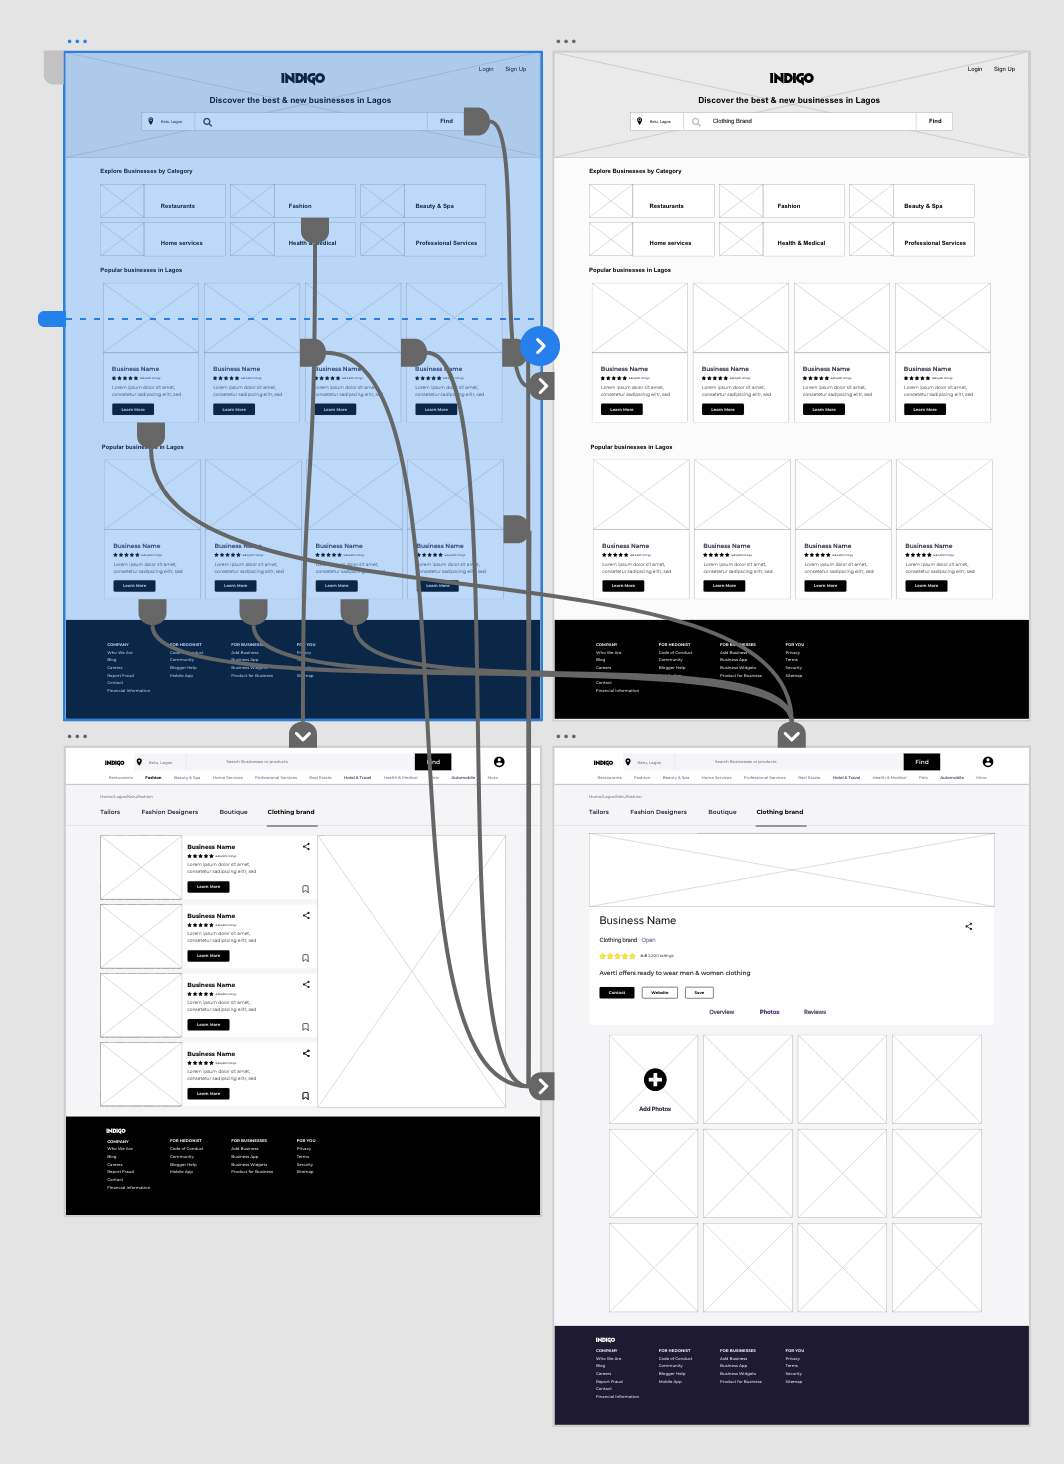 Login Sign Up
INDIGO
Discover the best & new businesses in Lagos
Ketu, Lagos Find
Explore Businesses by Category
Restaurants Fashion Beauty & Spa
Home services Health & Medical Professional Services
Popular businesses in Lagos
Business Name Business Name Business Name Business Name
Lorem ipsum dolor sit amet, Lorem ipsum dolor sit amet, Lorem ipsum dolor sit amet, Lorem ipsum dolor sit amet,
consetetur sadipscing elitr, sed consetetur sadipscing elitr, sed consetetur sadipscing elitr, sed consetetur sadipscing elitr, sed
Learn More Learn More Learn More Learn More
Popular businesses in Lagos
Business Name Business Name Business Name Business Name
Lorem ipsum dolor sit amet, Lorem ipsum dolor sit amet, Lorem ipsum dolor sit amet, Lorem ipsum dolor sit amet,
consetetur sadipscing elitr, sed consetetur sadipscing elitr, sed consetetur sadipscing elitr, sed consetetur sadipscing elitr, sed
Learn More Learn More Learn More Learn More
COMPANY FOR HEDONIST FOR BUSINESSES FOR YOU
Who We Are Code of Conduct Add Business Privacy
Blog Community Business App Terms
Careers Blogger Help Business Widgets Security
Report Fraud Mobile App Product for Business Sitemap
Contact
Financial Information
Login Sign Up
INDIGO
Discover the best & new businesses in Lagos
Ketu, Lagos Clothing Brand Find
Explore Businesses by Category
Restaurants Fashion Beauty & Spa
Home services Health & Medical Professional Services
Popular businesses in Lagos
Business Name Business Name Business Name Business Name
Lorem ipsum dolor sit amet, Lorem ipsum dolor sit amet, Lorem ipsum dolor sit amet, Lorem ipsum dolor sit amet,
consetetur sadipscing elitr, sed consetetur sadipscing elitr, sed consetetur sadipscing elitr, sed consetetur sadipscing elitr, sed
Learn More Learn More Learn More Learn More
Popular businesses in Lagos
Business Name Business Name Business Name Business Name
Lorem ipsum dolor sit amet, Lorem ipsum dolor sit amet, Lorem ipsum dolor sit amet, Lorem ipsum dolor sit amet,
consetetur sadipscing elitr, sed consetetur sadipscing elitr, sed consetetur sadipscing elitr, sed consetetur sadipscing elitr, sed
Learn More Learn More Learn More Learn More
COMPANY FOR HEDONIST FOR BUSINESSES FOR YOU
Who We Are Code of Conduct Add Business Privacy
Blog Community Business App Terms
Careers Blogger Help Business Widgets Security
Product for Business Sitemap
Contact
Financial Information
INDIGO Ketu, Lagos Search Businesses or products Find
Restaurants Fashion Beauty & Spa Home Services Professional Services Real Estate Hotel & Travel Health & Medical Pets Automobile More
Home/Lagos/Ketu/Fashion
Tailors Fashion Designers Boutique Clothing brand
Business Name
Lorem ipsum dolor sit amet,
consetetur sadipscing elitr, sed
Learn More
Business Name
Lorem ipsum dolor sit amet,
consetetur sadipscing elitr, sed
Learn More
Business Name
Lorem ipsum dolor sit amet,
consetetur sadipscing elitr, sed
Learn More
Business Name
Lorem ipsum dolor sit amet,
consetetur sadipscing elitr, sed
Learn More
INDIGO
COMPANY FOR HEDONIST FOR BUSINESSES FOR YOU
Who We Are Code of Conduct Add Business Privacy
Blog Community Business App Terms
Careers Blogger Help Business Widgets Security
Report Fraud Mobile App Product for Business Sitemap
Contact
Financial Information
INDIGO Ketu, Lagos Search Businesses or products Find
Restaurants Fashion Beauty & Spa Home Services Professional Services Real Estate Hotel & Travel Health & Medical Pets Automobile More
Home/Lagos/Ketu/Fashion
Tailors Fashion Designers Boutique Clothing brand
Business Name
Clothing brand Open
4.8 3,200 ratings
Averti offers ready to wear men & women clothing
Contact Website Save
Overview Photos Reviews
Add Photos
INDIGO
COMPANY FOR HEDONIST FOR BUSINESSES FOR YOU
Who We Are Code of Conduct Add Business Privacy
Blog Community Business App Terms
Careers Blogger Help Business Widgets Security
Report Fraud Mobile App Product for Business Sitemap
Contact
Financial Information